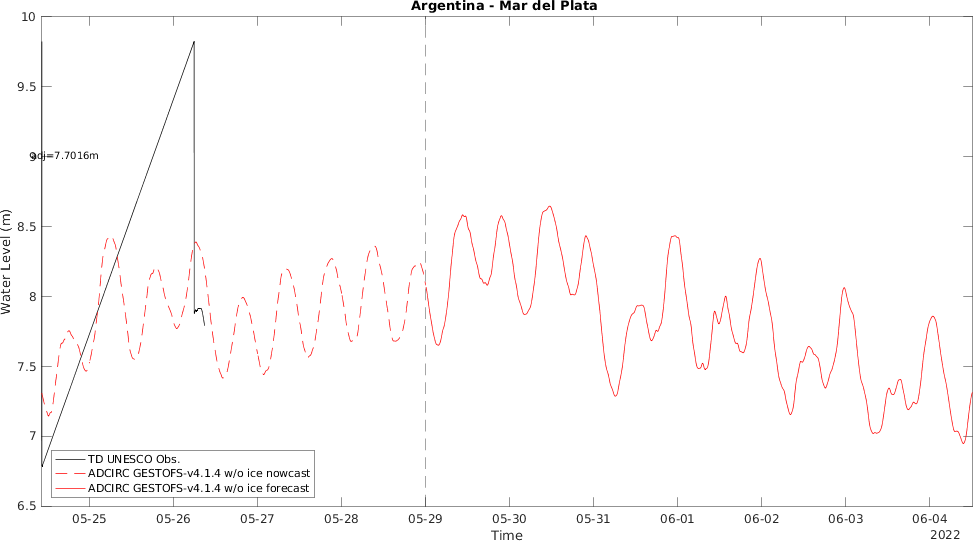 Argentina - Mar del Plata
10
9.5
9
adj=7.7016m
8.5
8
7.5
7
6.5
Water Level (m)
TD UNESCO Obs.
ADCIRC GESTOFS-v4.1.4 w/o ice nowcast
ADCIRC GESTOFS-v4.1.4 w/o ice forecast
05-25 05-26 05-27 05-28 05-29 05-30 05-31 06-01 06-02 06-03 06-04
Time
2022